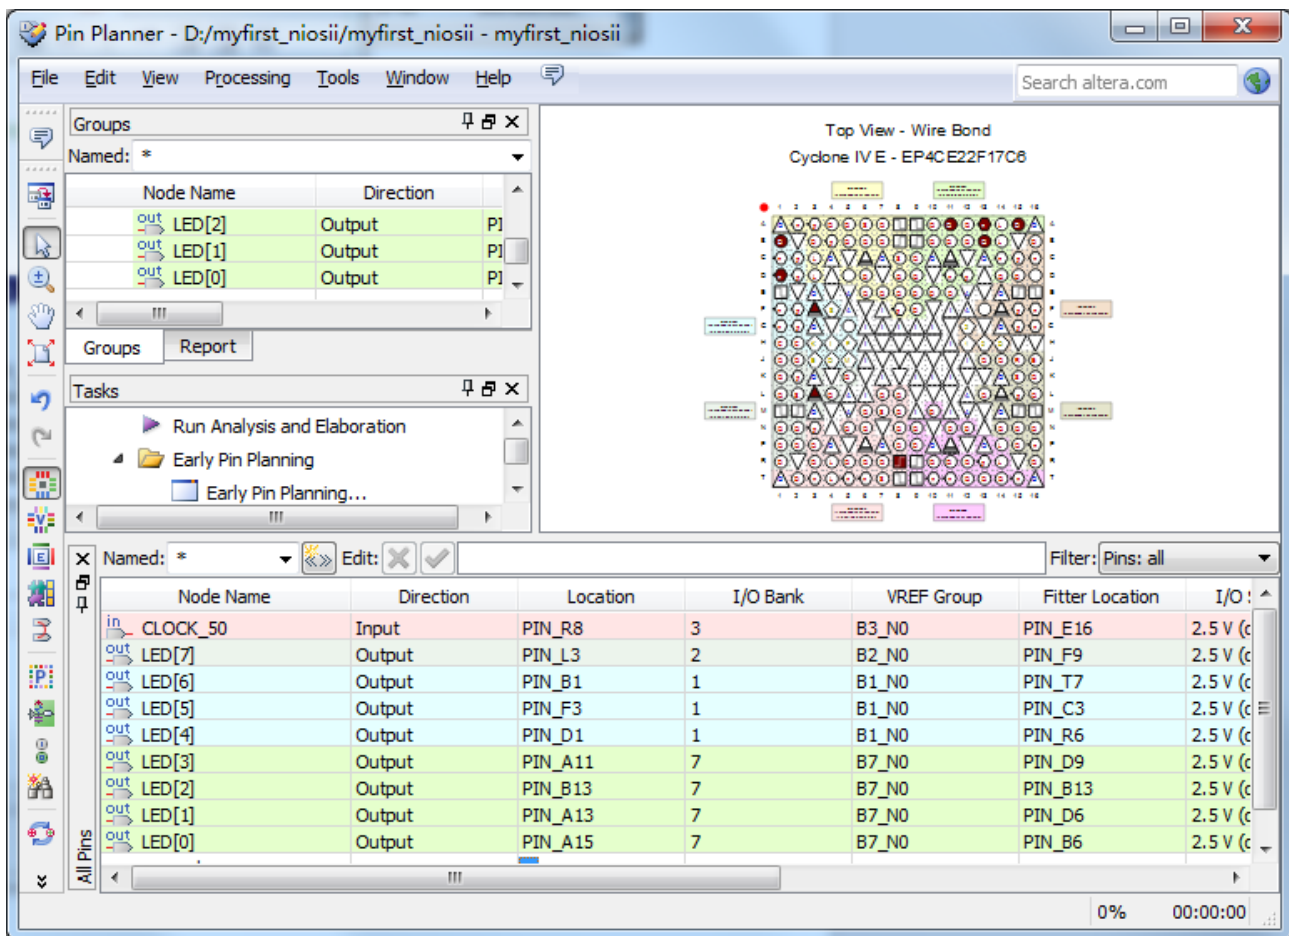 Pin Planner - D:/myfirst_niosii/myfirst_niosii - myfirst_niosii
File Edit View Processing Tools Window Help
Search altera.com
Groups
Named: *
Node Name Direction
out LED[2] Output PI
out LED[1] Output PI
out LED[0] Output PI
Groups Report
Tasks
Run Analysis and Elaboration
Early Pin Planning
Early Pin Planning...
Top View - Wire Bond
Cyclone IV E - EP4CE22F17C6
Named: * Edit: Filter: Pins: all
Node Name Direction Location I/O Bank VREF Group Fitter Location I/O
in CLOCK_50 Input PIN_R8 3 B3_N0 PIN_E16 2.5 V (
out LED[7] Output PIN_L3 2 B2_N0 PIN_F9 2.5 V (
out LED[6] Output PIN_B1 1 B1_N0 PIN_T7 2.5 V (
out LED[5] Output PIN_F3 1 B1_N0 PIN_C3 2.5 V (
out LED[4] Output PIN_D1 1 B1_N0 PIN_R6 2.5 V (
out LED[3] Output PIN_A11 7 B7_N0 PIN_D9 2.5 V (
out LED[2] Output PIN_B13 7 B7_N0 PIN_B13 2.5 V (
out LED[1] Output PIN_A13 7 B7_N0 PIN_D6 2.5 V (
out LED[0] Output PIN_A15 7 B7_N0 PIN_B6 2.5 V (
All Pins
0% 00:00:00